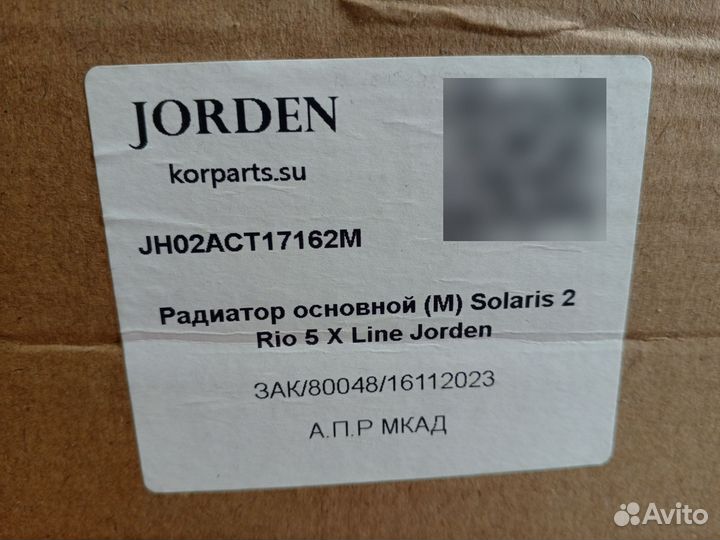 JORDEN
korparts.su
JH02ACT17162M
Радиатор основной (М) Solaris 2
Rio 5 X Line Jorden
ЗАК/80048/16112023
А.П.Р МКАД
Avito